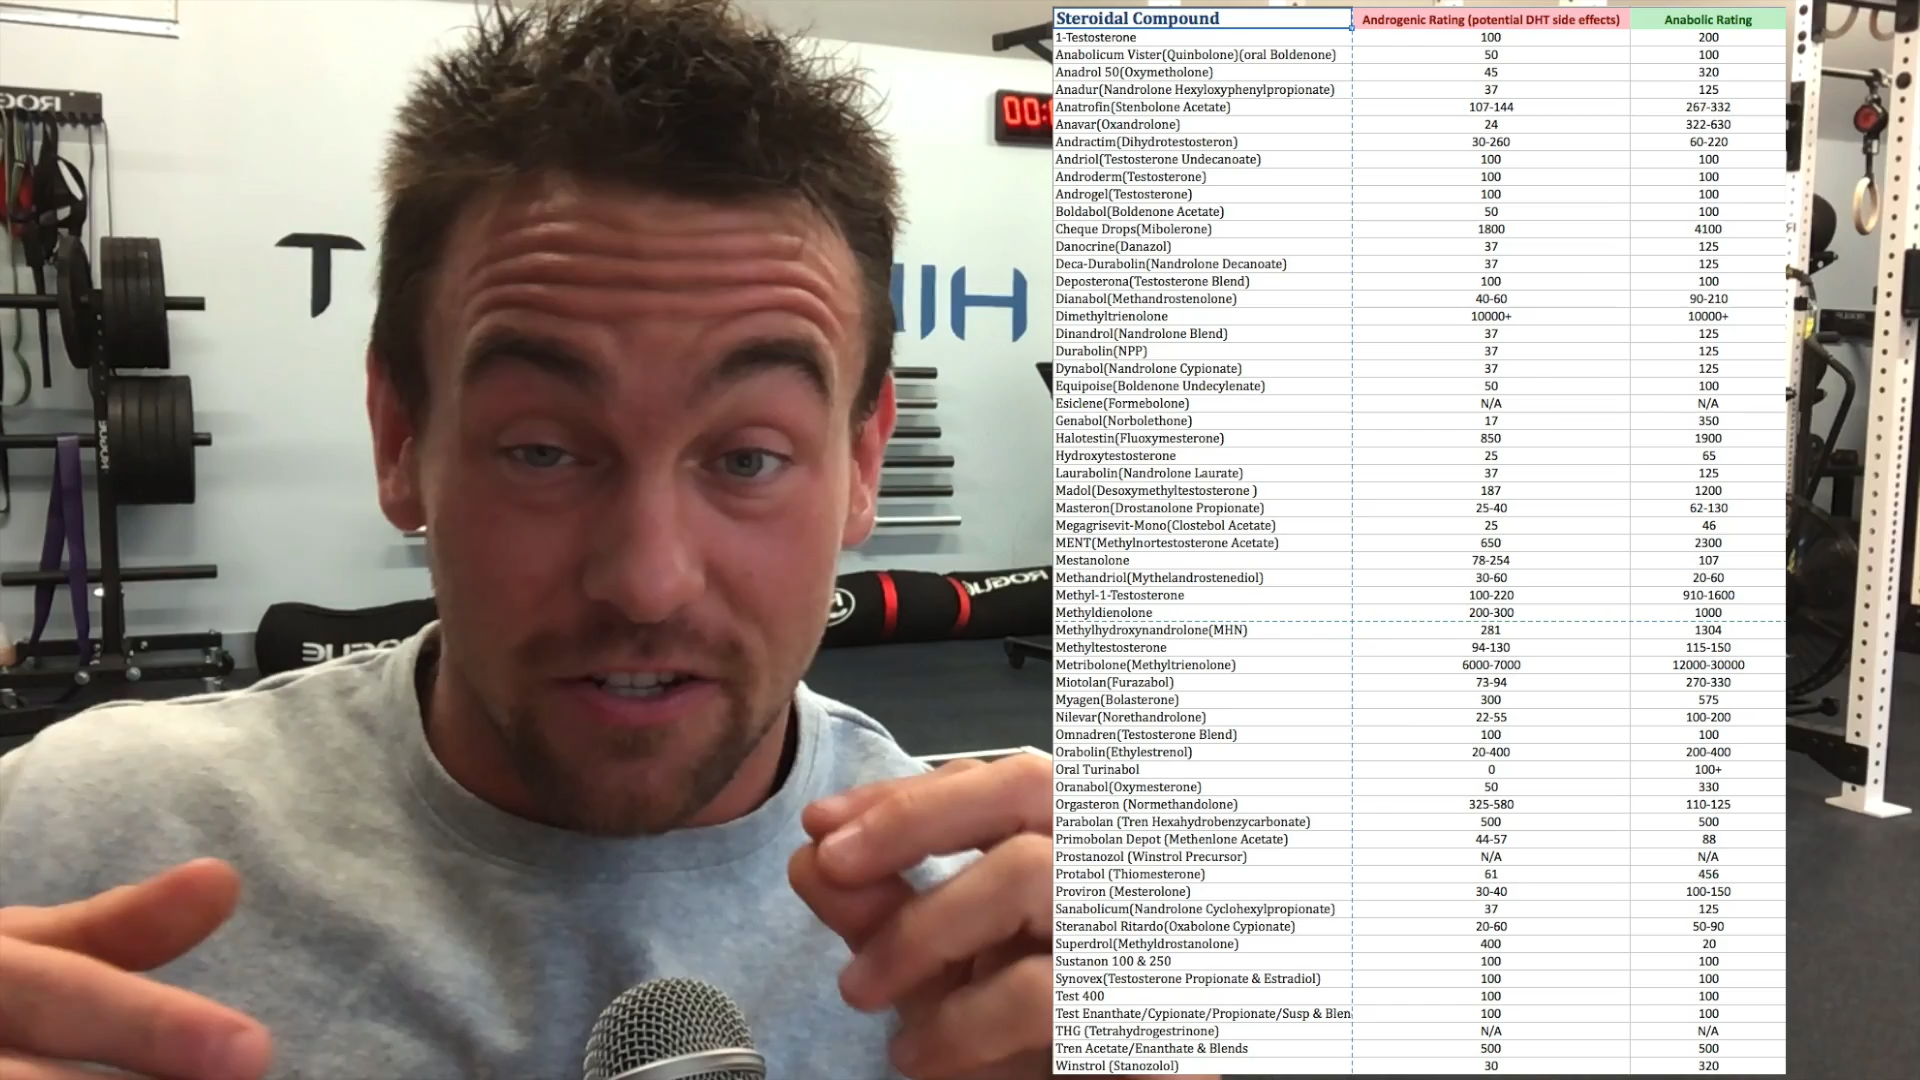 Steroidal Compound Androgenic Rating (potential DHT side effects) Anabolic Rating
1-Testosterone 100 200
Anabolicum Vister(Quinbolone)(oral Boldenone) 50 100
Anadrol 50(Oxymetholone) 45 320
Anadur(Nandrolone Hexyloxyphenylpropionate) 37 125
Anatrofin(Stenbolone Acetate) 107-144 267-332
Anavar(Oxandrolone) 24 322-630
Andractim(Dihydrotestosteron) 30-260 60-220
Andriol(Testosterone Undecanoate) 100 100
Androderm(Testosterone) 100 100
Androgel(Testosterone) 100 100
Boldabol(Boldenone Acetate) 50 100
Cheque Drops(Mibolerone) 1800 4100
Danocrine(Danazol) 37 125
Deca-Durabolin(Nandrolone Decanoate) 37 125
Deposterona(Testosterone Blend) 100 100
Dianabol(Methandrostenolone) 40-60 90-210
Dimethyltrienolone 10000+ 10000+
Dinandrol(Nandrolone Blend) 37 125
Durabolin(NPP) 37 125
Dynabol(Nandrolone Cypionate) 37 125
Equipoise(Boldenone Undecylenate) 50 100
Esiclene(Formebolone) N/A N/A
Genabol(Norbolethone) 17 350
Halotestin(Fluoxymesterone) 850 1900
Hydroxytestosterone 25 65
Laurabolin(Nandrolone Laurate) 37 125
Madol(Desoxymethyltestosterone ) 187 1200
Masteron(Drostanolone Propionate) 25-40 62-130
Megagrisevit-Mono(Clostebol Acetate) 25 46
MENT(Methylnortestosterone Acetate) 650 2300
Mestanolone 78-254 107
Methandriol(Mythelandrostenediol) 30-60 20-60
Methyl-1-Testosterone 100-220 910-1600
Methyldienolone 200-300 1000
Methylhydroxynandrolone(MHN) 281 1304
Methyltestosterone 94-130 115-150
Metribolone(Methyltrienolone) 6000-7000 12000-30000
Miotolan(Furazabol) 73-94 270-330
Myagen(Bolasterone) 300 575
Nilevar(Norethandrolone) 22-55 100-200
Omnadren(Testosterone Blend) 100 100
Orabolin(Ethylestrenol) 20-400 200-400
Oral Turinabol 0 100+
Oranabol(Oxymesterone) 50 330
Orgasteron (Normethandolone) 325-580 110-125
Parabolan (Tren Hexahydrobenzycarbonate) 500 500
Primobolan Depot (Methenlone Acetate) 44-57 88
Prostanozol (Winstrol Precursor) N/A N/A
Protabol (Thiomesterone) 61 456
Proviron (Mesterolone) 30-40 100-150
Sanabolicum(Nandrolone Cyclohexylpropionate) 37 125
Steranabol Ritardo(Oxabolone Cypionate) 20-60 50-90
Superdrol(Methyldrostanolone) 400 20
Sustanon 100 & 250 100 100
Synovex(Testosterone Propionate & Estradiol) 100 100
Test 400 100 100
Test Enanthate/Cypionate/Propionate/Susp & Blen 100 100
THG (Tetrahydrogestrinone) N/A N/A
Tren Acetate/Enanthate & Blends 500 500
Winstrol (Stanozolol) 30 320
00:
ROGUE
ROGUE